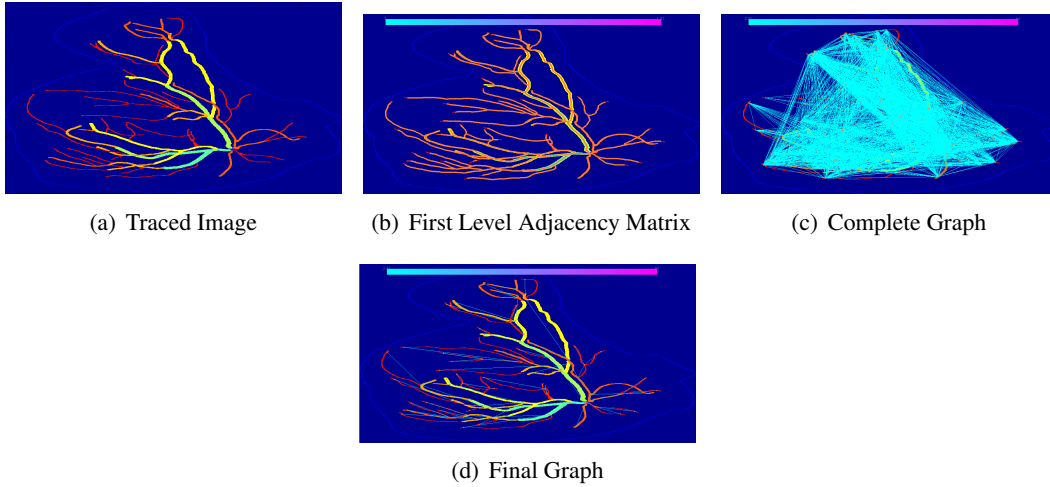 (a) Traced Image
(b) First Level Adjacency Matrix
(c) Complete Graph
(d) Final Graph